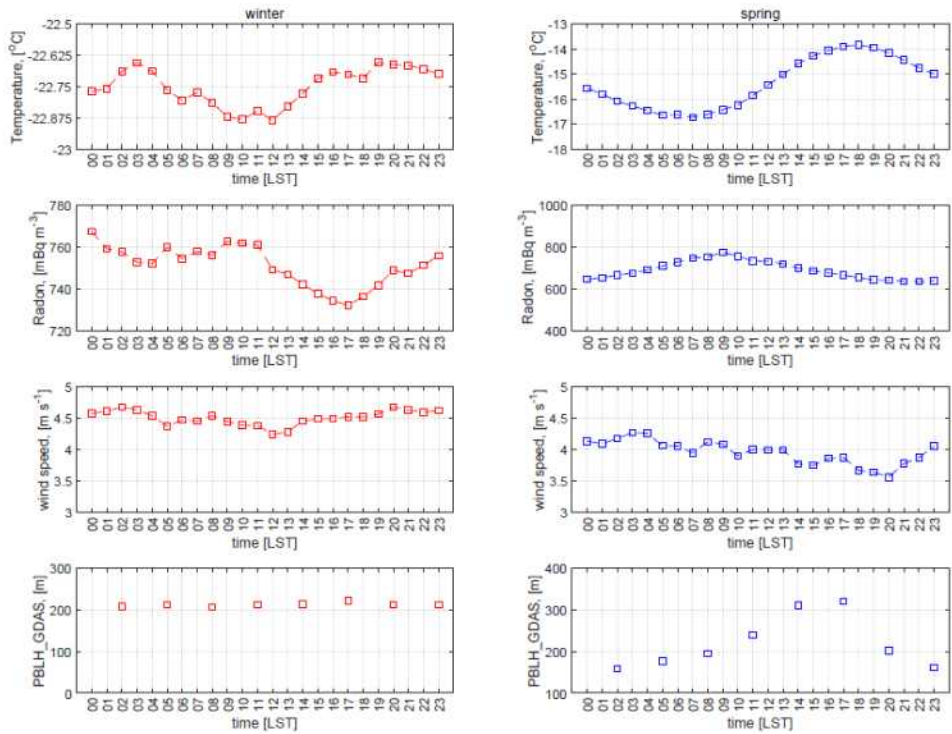 winter
spring
-22.5
-22.625
-22.75
-22.875
-23
Temperature, [°C]
00 01 02 03 04 05 06 07 08 09 10 11 12 13 14 15 16 17 18 19 20 21 22 23
time [LST]
-13
-14
-15
-16
-17
-18
Temperature, [°C]
00 01 02 03 04 05 06 07 08 09 10 11 12 13 14 15 16 17 18 19 20 21 22 23
time [LST]
780
760
740
720
Radon, [mBq m-3]
00 01 02 03 04 05 06 07 08 09 10 11 12 13 14 15 16 17 18 19 20 21 22 23
time [LST]
1000
800
600
400
Radon, [mBq m-3]
00 01 02 03 04 05 06 07 08 09 10 11 12 13 14 15 16 17 18 19 20 21 22 23
time [LST]
5
4.5
4
3.5
3
wind speed, [m s-1]
00 01 02 03 04 05 06 07 08 09 10 11 12 13 14 15 16 17 18 19 20 21 22 23
time [LST]
5
4.5
4
3.5
3
wind speed, [m s-1]
00 01 02 03 04 05 06 07 08 09 10 11 12 13 14 15 16 17 18 19 20 21 22 23
time [LST]
300
200
100
0
PBLH_GDAS, [m]
00 01 02 03 04 05 06 07 08 09 10 11 12 13 14 15 16 17 18 19 20 21 22 23
time [LST]
400
300
200
100
PBLH_GDAS, [m]
00 01 02 03 04 05 06 07 08 09 10 11 12 13 14 15 16 17 18 19 20 21 22 23
time [LST]